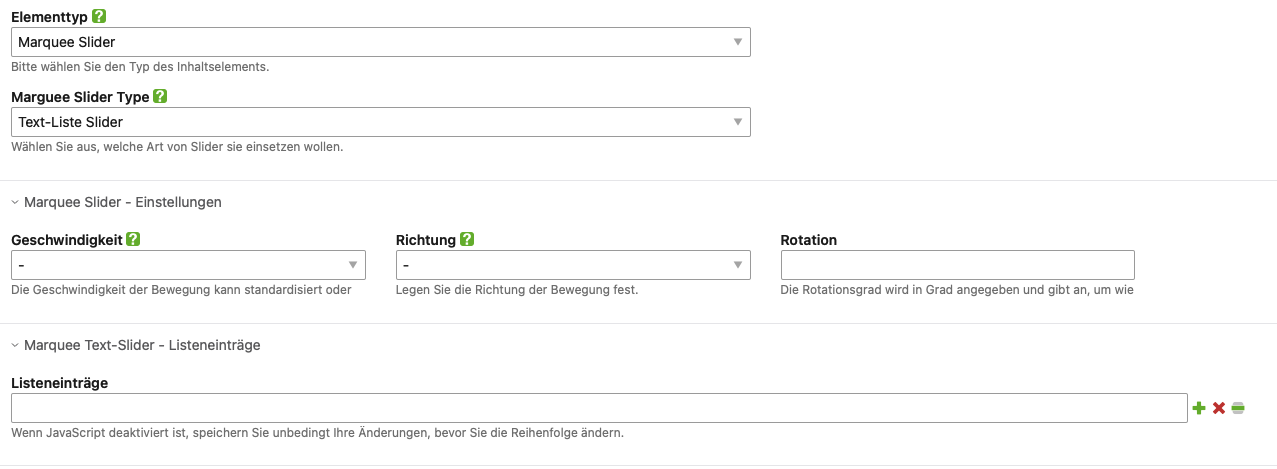 Elementtyp ?
Marquee Slider
Bitte wählen Sie den Typ des Inhaltselements.
Marguee Slider Type ?
Text-Liste Slider
Wählen Sie aus, welche Art von Slider sie einsetzen wollen.
Marquee Slider - Einstellungen
Geschwindigkeit ? Richtung ? Rotation
- -
Die Geschwindigkeit der Bewegung kann standardisiert oder Legen Sie die Richtung der Bewegung fest. Die Rotationsgrad wird in Grad angegeben und gibt an, um wie
Marquee Text-Slider - Listeneinträge
Listeneinträge
Wenn JavaScript deaktiviert ist, speichern Sie unbedingt Ihre Änderungen, bevor Sie die Reihenfolge ändern.